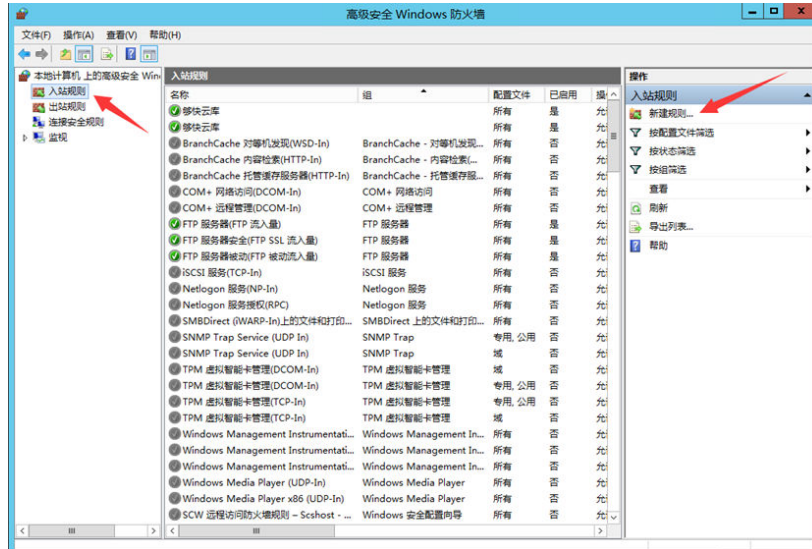 高级安全 Windows 防火墙
文件(F) 操作(A) 查看(V) 帮助(H)
本地计算机 上的高级安全 Win
入站规则
出站规则
连接安全规则
监视
入站规则
名称 组 配置文件 已启用
够快云库 所有 是
够快云库 所有 是
BranchCache 对等机发现(WSD-In) BranchCache - 对等机发现... 所有 否
BranchCache 内容检索(HTTP-In) BranchCache - 内容检索(... 所有 否
BranchCache 托管缓存服务器(HTTP-In) BranchCache - 托管缓存服... 所有 否
COM+ 网络访问(DCOM-In) COM+ 网络访问 所有 否
COM+ 远程管理(DCOM-In) COM+ 远程管理 所有 否
FTP 服务器(FTP 流入量) FTP 服务器 所有 是
FTP 服务器安全(FTP SSL 流入量) FTP 服务器 所有 是
FTP 服务器被动(FTP 被动流入量) FTP 服务器 所有 是
iSCSI 服务(TCP-In) iSCSI 服务 所有 否
Netlogon 服务(NP-In) Netlogon 服务 所有 否
Netlogon 服务授权(RPC) Netlogon 服务 所有 否
SMBDirect (iWARP-In)上的文件和打印... SMBDirect 上的文件和打印... 所有 否
SNMP Trap Service (UDP In) SNMP Trap 专用, 公用 否
SNMP Trap Service (UDP In) SNMP Trap 域 否
TPM 虚拟智能卡管理(DCOM-In) TPM 虚拟智能卡管理 域 否
TPM 虚拟智能卡管理(DCOM-In) TPM 虚拟智能卡管理 专用, 公用 否
TPM 虚拟智能卡管理(TCP-In) TPM 虚拟智能卡管理 专用, 公用 否
TPM 虚拟智能卡管理(TCP-In) TPM 虚拟智能卡管理 域 否
Windows Management Instrumentati... Windows Management In... 所有 否
Windows Management Instrumentati... Windows Management In... 所有 否
Windows Management Instrumentati... Windows Management In... 所有 否
Windows Media Player (UDP-In) Windows Media Player 所有 否
Windows Media Player x86 (UDP-In) Windows Media Player 所有 否
SCW 远程访问防火墙规则 – Scshost - ... Windows 安全配置向导 所有 否
操作
入站规则
新建规则...
按配置文件筛选
按状态筛选
按组筛选
查看
刷新
导出列表...
帮助